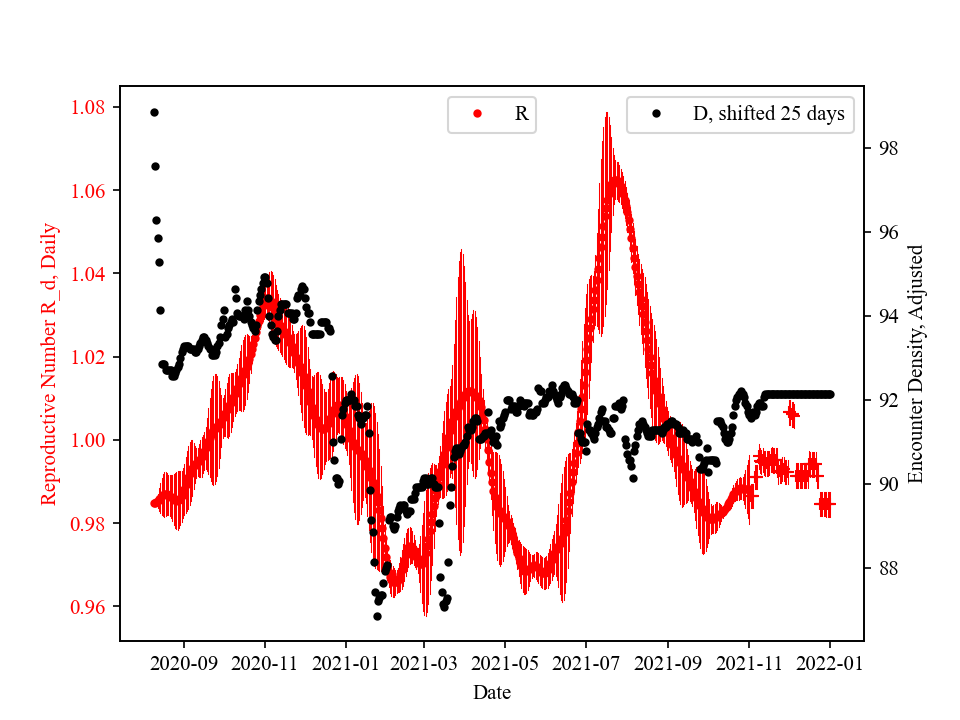 R
D, shifted 25 days
1.08
1.06
1.04
1.02
1.00
0.98
0.96
Reproductive Number R_d, Daily
98
96
94
92
90
88
Encounter Density, Adjusted
2020-09 2020-11 2021-01 2021-03 2021-05 2021-07 2021-09 2021-11 2022-01
Date